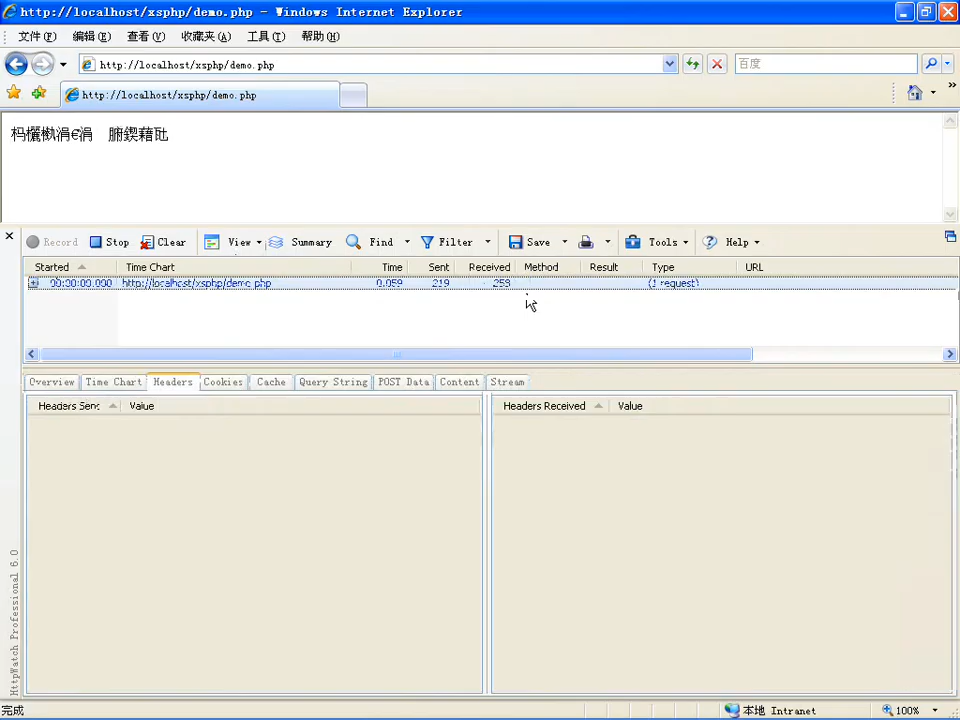 http://localhost/xsphp/demo.php - Windows Internet Explorer
文件(F) 编辑(E) 查看(V) 收藏夹(A) 工具(T) 帮助(H)
http://localhost/xsphp/demo.php 百度
http://localhost/xsphp/demo.php
Record Stop Clear View Summary Find Filter Save Tools Help
Started Time Chart Time Sent Received Method Result Type URL
00:00:00.000 http://localhost/xsphp/demo.php 0.059 219 253 (1 request)
Overview Time Chart Headers Cookies Cache Query String POST Data Content Stream
Headers Sent Value Headers Received Value
HttpWatch Professional 6.0
完成 本地 Intranet 100%